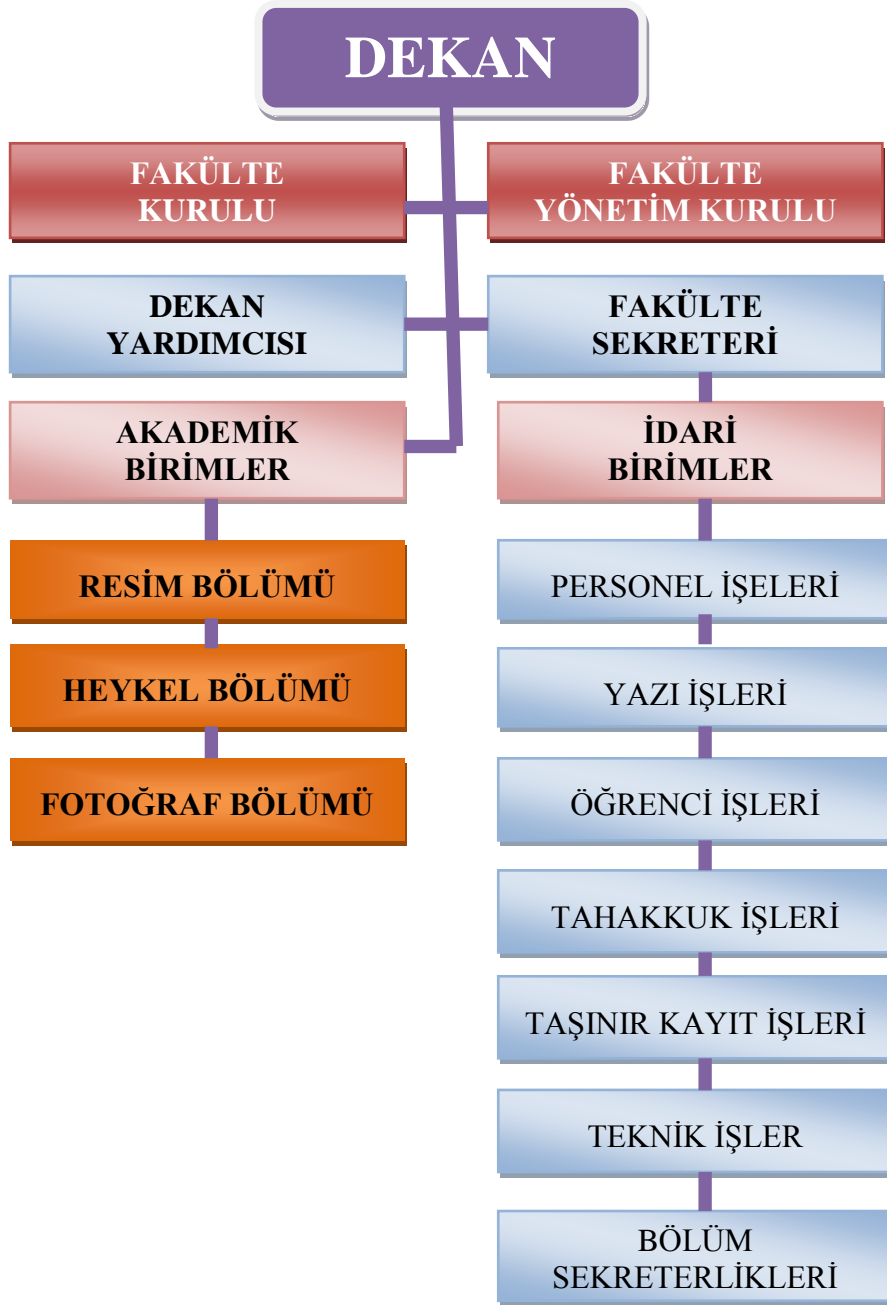 DEKAN
FAKÜLTE
KURULU
FAKÜLTE
YÖNETİM KURULU
DEKAN
YARDIMCISI
FAKÜLTE
SEKRETERİ
AKADEMİK
BİRİMLER
İDARİ
BİRİMLER
RESİM BÖLÜMÜ
PERSONEL İŞELERİ
HEYKEL BÖLÜMÜ
YAZI İŞLERİ
FOTOĞRAF BÖLÜMÜ
ÖĞRENCİ İŞLERİ
TAHAKKUK İŞLERİ
TAŞINIR KAYIT İŞLERİ
TEKNİK İŞLER
BÖLÜM
SEKRETERLİKLERİ